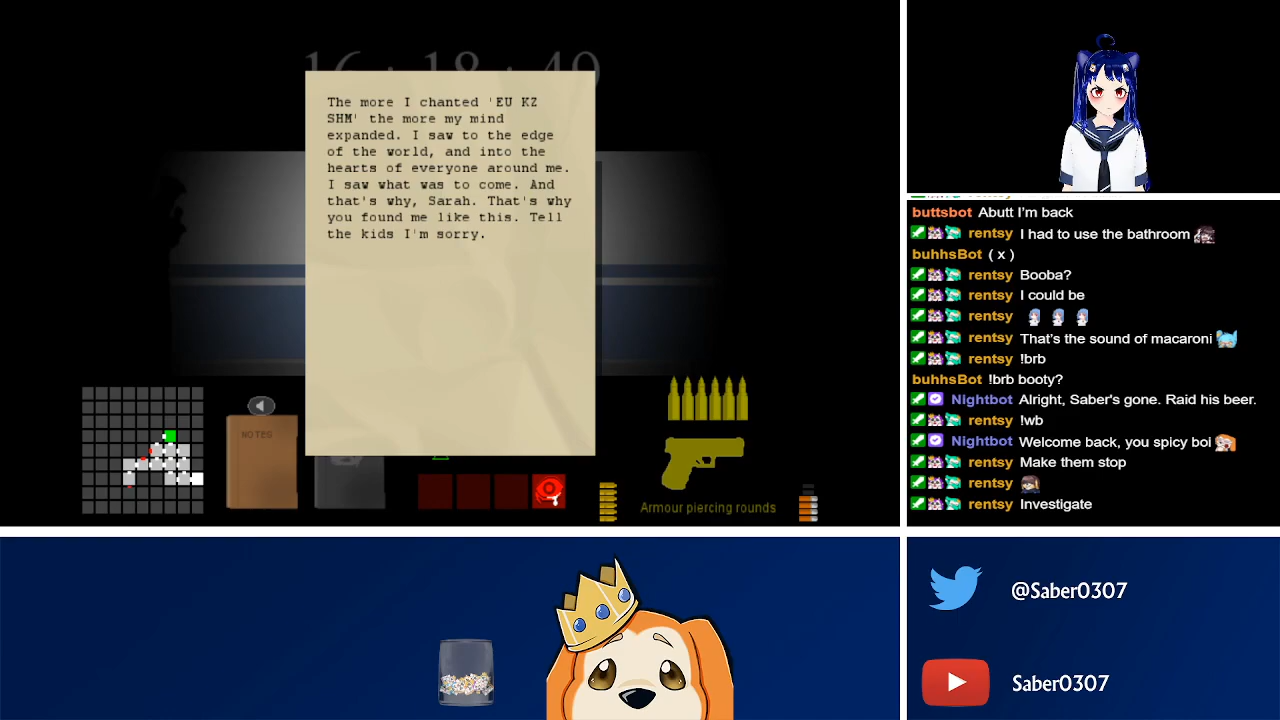 16 : 18 : 49
The more I chanted 'EU KZ
SHM' the more my mind
expanded. I saw to the edge
of the world, and into the
hearts of everyone around me.
I saw what was to come. And
that's why, Sarah. That's why
you found me like this. Tell
the kids I'm sorry.
NOTES
Armour piercing rounds
buttsbot Abutt I'm back
rentsy I had to use the bathroom
buhhsBot ( x )
rentsy Booba?
rentsy I could be
rentsy
rentsy That's the sound of macaroni
rentsy !brb
buhhsBot !brb booty?
Nightbot Alright, Saber's gone. Raid his beer.
rentsy !wb
Nightbot Welcome back, you spicy boi
rentsy Make them stop
rentsy
rentsy Investigate
@Saber0307
Saber0307